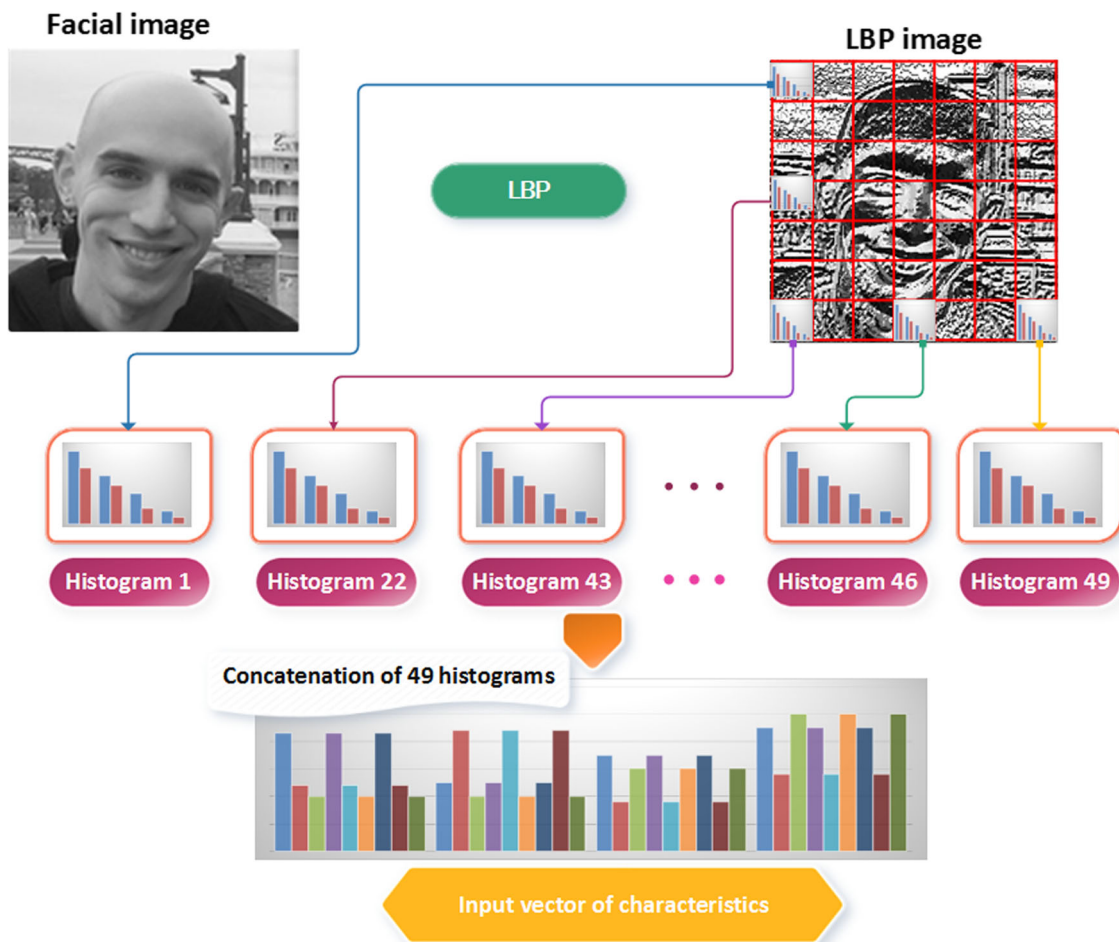 Facial image
LBP image
LBP
Histogram 1
Histogram 22
Histogram 43
Histogram 46
Histogram 49
Concatenation of 49 histograms
Input vector of characteristics